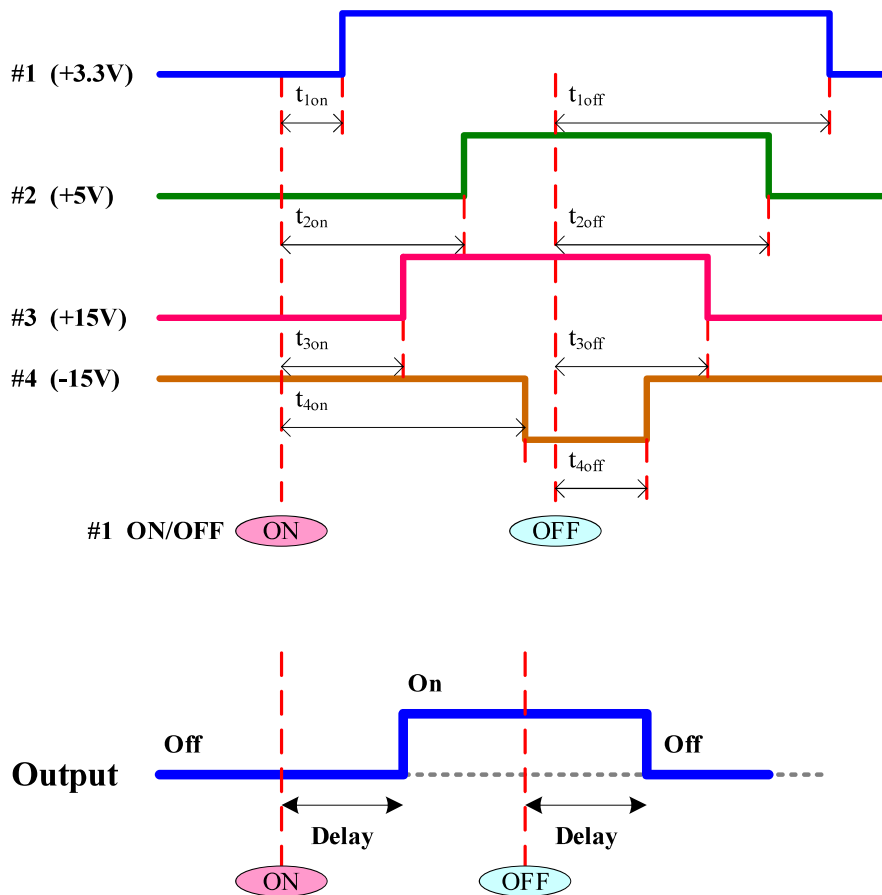 #1 (+3.3V)
t1on
t1off
#2 (+5V)
t2on
t2off
#3 (+15V)
t3on
t3off
#4 (-15V)
t4on
t4off
#1 ON/OFF
ON
OFF
On
Off
Off
Output
Delay
Delay
ON
OFF